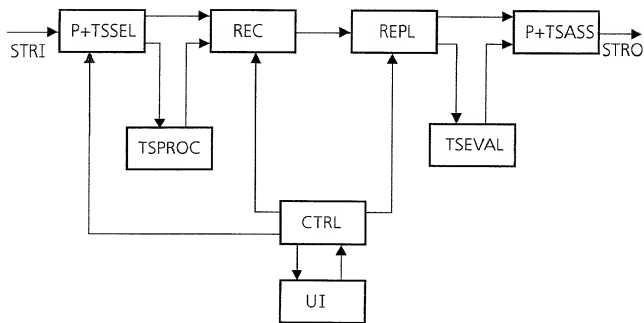 P+TSSEL
REC
REPL
P+TSASS
STRI
STRO
TSPROC
TSEVAL
CTRL
UI